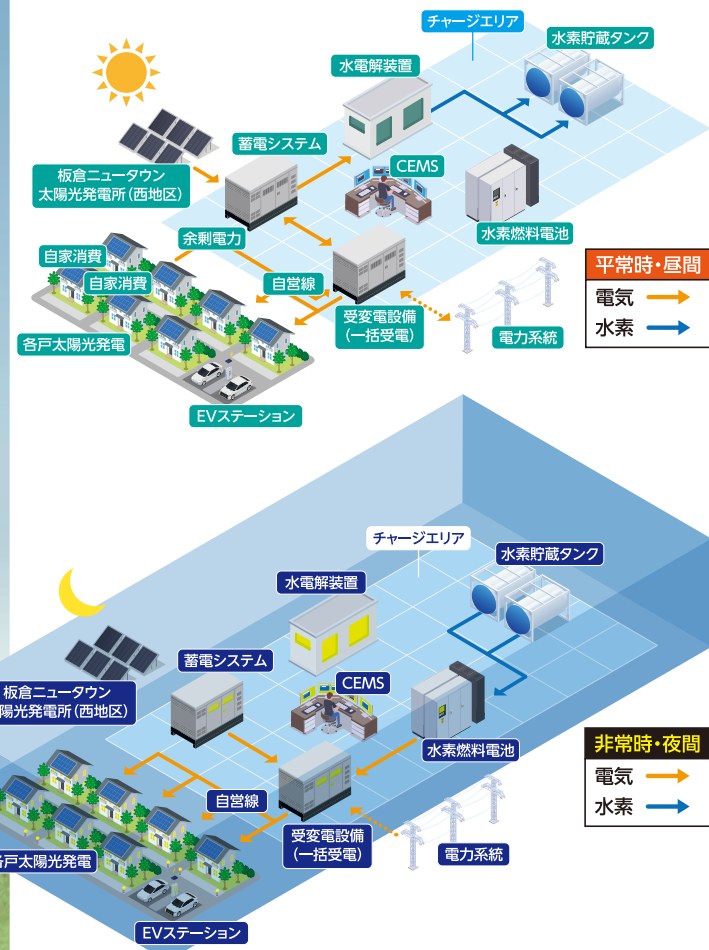 チャージエリア
水素貯蔵タンク
水電解装置
蓄電システム
CEMS
板倉ニュータウン
太陽光発電所（西地区）
余剰電力
水素燃料電池
自家消費
自家消費
自営線
受変電設備
（一括受電）
電力系統
各戸太陽光発電
EVステーション
平常時・昼間
電気
水素
チャージエリア
水素貯蔵タンク
水電解装置
蓄電システム
CEMS
板倉ニュータウン
陽光発電所（西地区）
水素燃料電池
自営線
受変電設備
（一括受電）
電力系統
各戸太陽光発電
EVステーション
非常時・夜間
電気
水素